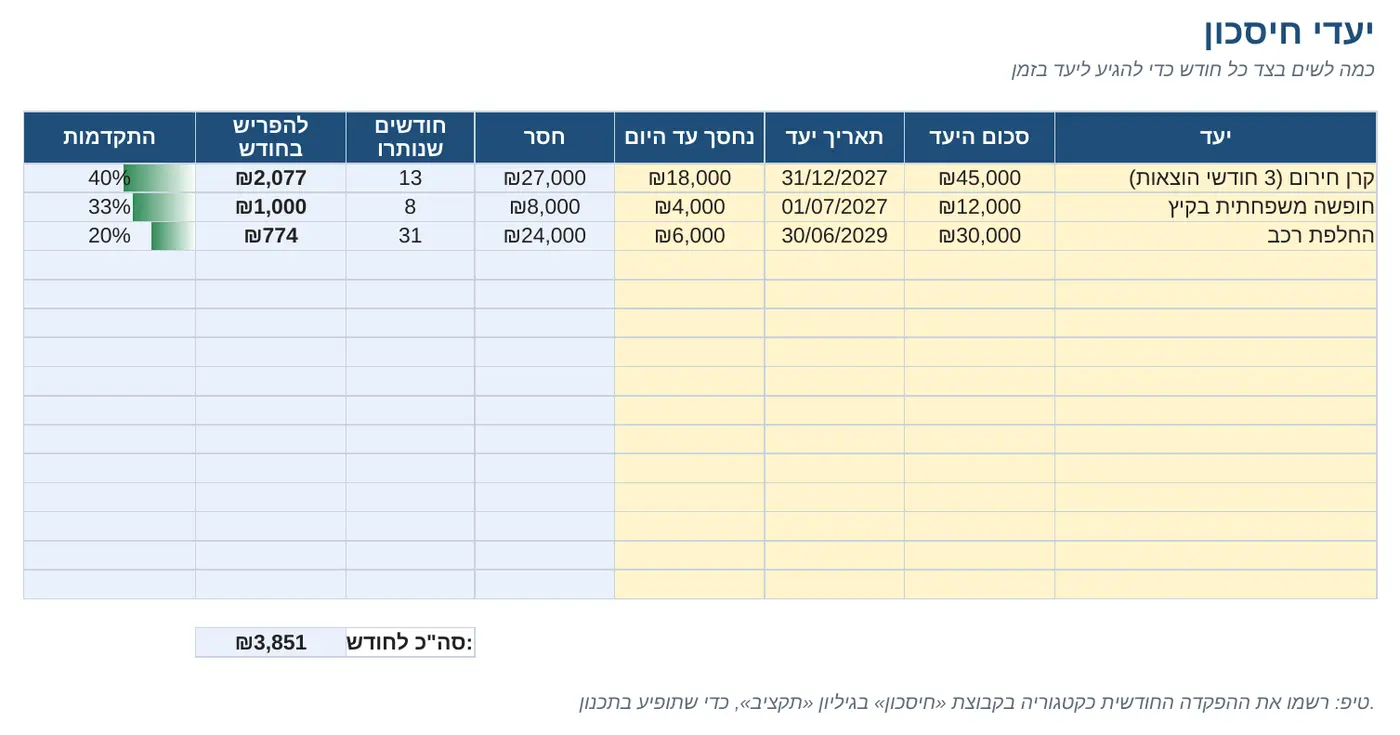 יעדי חיסכון
כמה לשים בצד כל חודש כדי להגיע ליעד בזמן
יעד סכום היעד תאריך יעד נחסך עד היום חסר חודשים שנותרו להפריש בחודש התקדמות
קרן חירום (3 חודשי הוצאות) ₪45,000 31/12/2027 ₪18,000 ₪27,000 13 ₪2,077 40%
חופשה משפחתית בקיץ ₪12,000 01/07/2027 ₪4,000 ₪8,000 8 ₪1,000 33%
החלפת רכב ₪30,000 30/06/2029 ₪6,000 ₪24,000 31 ₪774 20%
סה"כ לחודש: ₪3,851
טיפ: רשמו את ההפקדה החודשית כקטגוריה בקבוצת «חיסכון» בגיליון «תקציב», כדי שתופיע בתכנון.